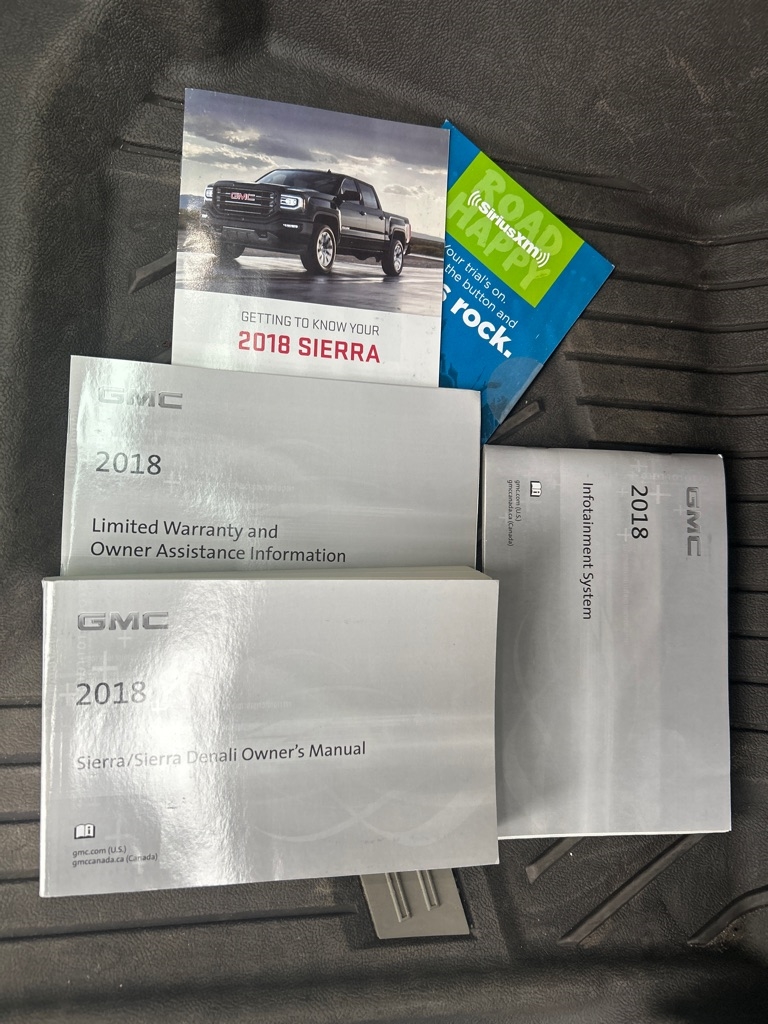 GMC
GETTING TO KNOW YOUR
2018 SIERRA
ROAD
HAPPY
siriusxm
Your trial's on.
the button and
s rock.
GMC
2018
Limited Warranty and
Owner Assistance Information
GMC
2018
Infotainment System
gmc.com (U.S.)
gmccanada.ca (Canada)
GMC
2018
Sierra/Sierra Denali Owner's Manual
gmc.com (U.S.)
gmccanada.ca (Canada)